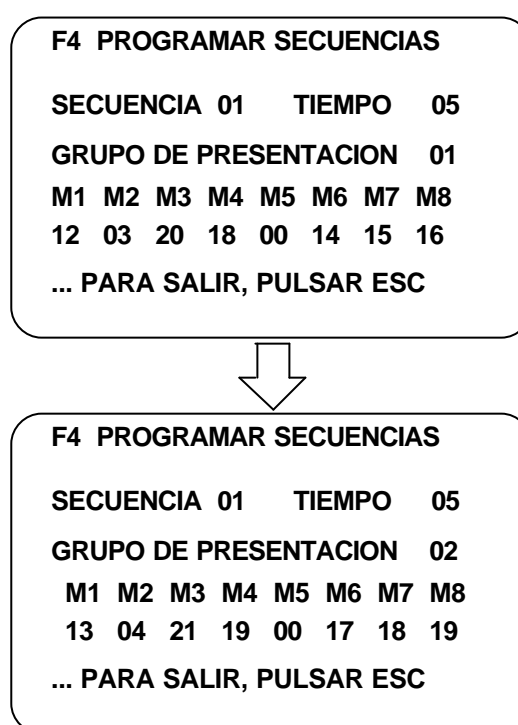 F4 PROGRAMAR SECUENCIAS
SECUENCIA 01 TIEMPO 05
GRUPO DE PRESENTACION 01
M1 M2 M3 M4 M5 M6 M7 M8
12 03 20 18 00 14 15 16
... PARA SALIR, PULSAR ESC
F4 PROGRAMAR SECUENCIAS
SECUENCIA 01 TIEMPO 05
GRUPO DE PRESENTACION 02
M1 M2 M3 M4 M5 M6 M7 M8
13 04 21 19 00 17 18 19
... PARA SALIR, PULSAR ESC